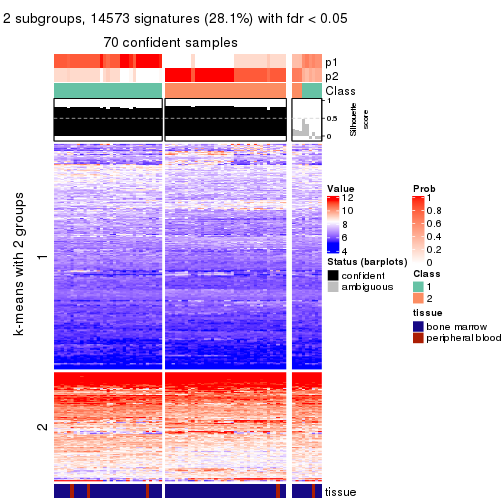 2 subgroups, 14573 signatures (28.1%) with fdr < 0.05
70 confident samples
p1
p2
Class
1
0.5
0
Silhouette
score
k-means with 2 groups
1
2
tissue
Value
12
10
8
6
4
Status (barplots)
confident
ambiguous
Prob
1
0.8
0.6
0.4
0.2
0
Class
1
2
tissue
bone marrow
peripheral blood